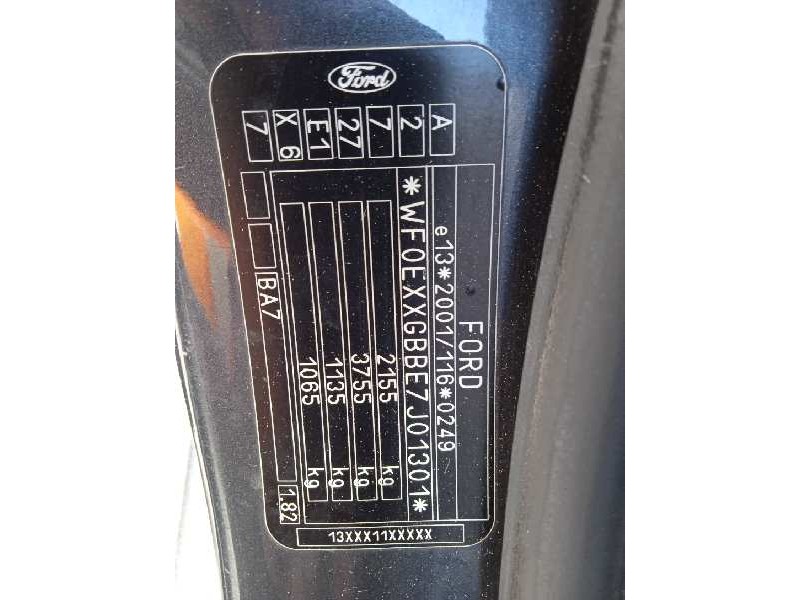 Ford
A
2
7
27
E1
X 6
7
FORD
e13*2001/116*0249
*WF0EXXGBBE7J01301*
2155 kg
3755 kg
1135 kg
1065 kg
BA7 1.82
13XXX11XXXXX